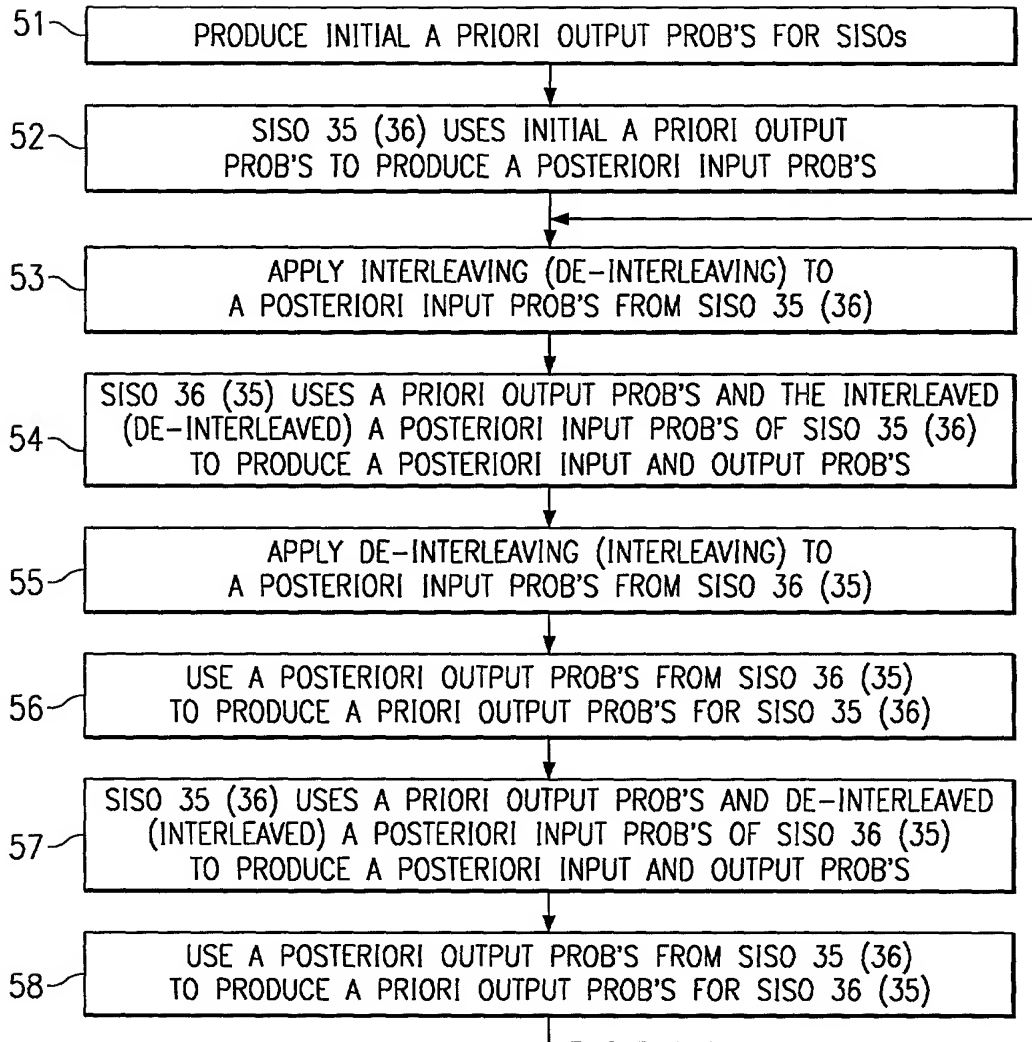 51
PRODUCE INITIAL A PRIORI OUTPUT PROB'S FOR SISOs
52
SISO 35 (36) USES INITIAL A PRIORI OUTPUT
PROB'S TO PRODUCE A POSTERIORI INPUT PROB'S
53
APPLY INTERLEAVING (DE-INTERLEAVING) TO
A POSTERIORI INPUT PROB'S FROM SISO 35 (36)
54
SISO 36 (35) USES A PRIORI OUTPUT PROB'S AND THE INTERLEAVED
(DE-INTERLEAVED) A POSTERIORI INPUT PROB'S OF SISO 35 (36)
TO PRODUCE A POSTERIORI INPUT AND OUTPUT PROB'S
55
APPLY DE-INTERLEAVING (INTERLEAVING) TO
A POSTERIORI INPUT PROB'S FROM SISO 36 (35)
56
USE A POSTERIORI OUTPUT PROB'S FROM SISO 36 (35)
TO PRODUCE A PRIORI OUTPUT PROB'S FOR SISO 35 (36)
57
SISO 35 (36) USES A PRIORI OUTPUT PROB'S AND DE-INTERLEAVED
(INTERLEAVED) A POSTERIORI INPUT PROB'S OF SISO 36 (35)
TO PRODUCE A POSTERIORI INPUT AND OUTPUT PROB'S
58
USE A POSTERIORI OUTPUT PROB'S FROM SISO 35 (36)
TO PRODUCE A PRIORI OUTPUT PROB'S FOR SISO 36 (35)